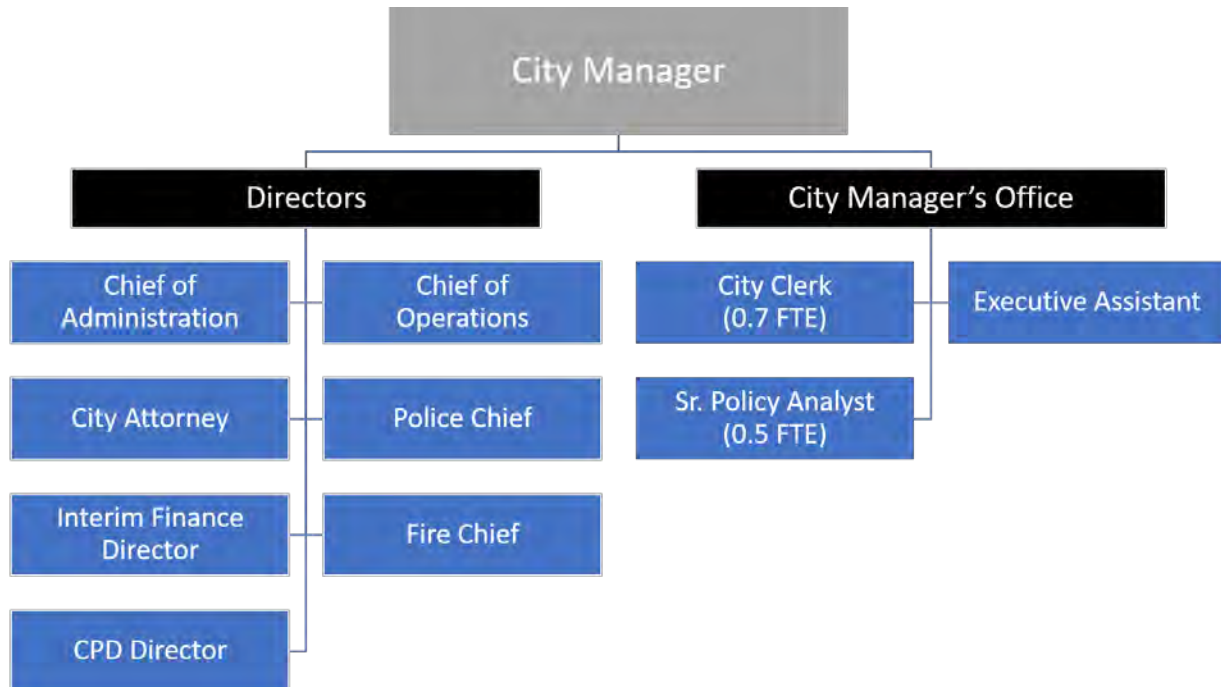 City Manager
Directors
City Manager’s Office
Chief of
Administration
Chief of
Operations
City Clerk
(0.7 FTE)
Executive Assistant
City Attorney
Police Chief
Sr. Policy Analyst
(0.5 FTE)
Interim Finance
Director
Fire Chief
CPD Director